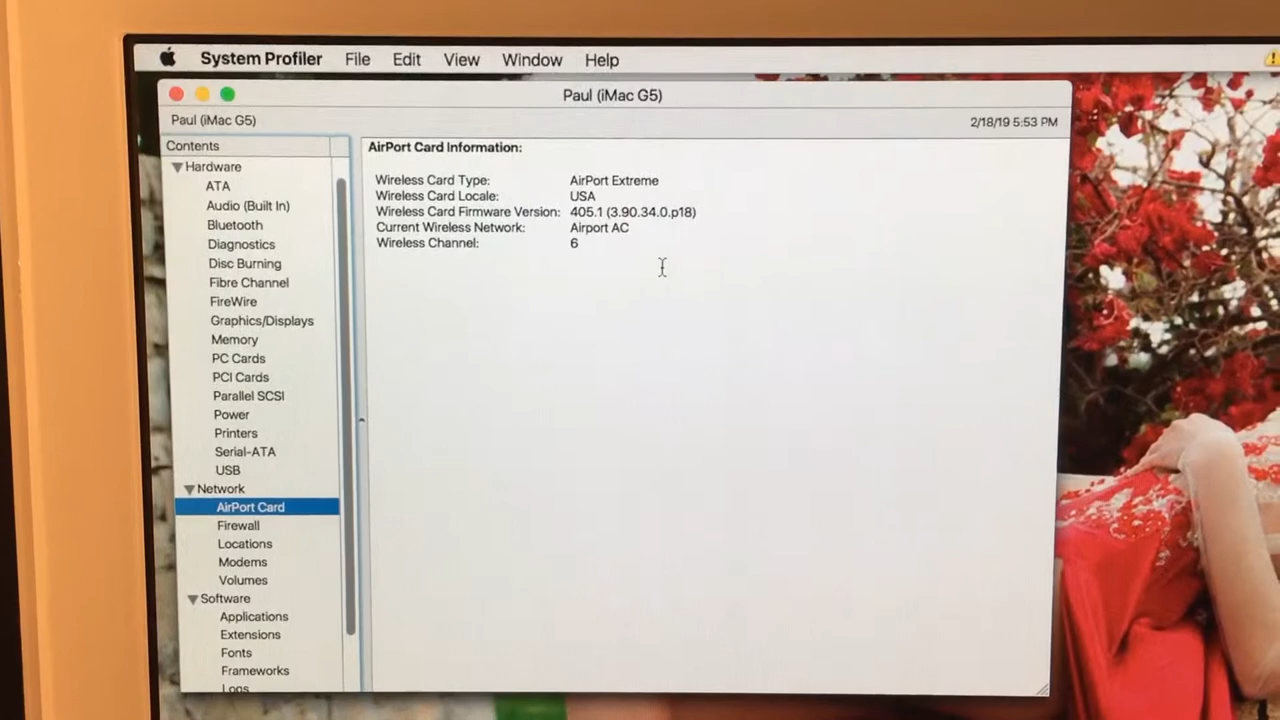 System Profiler File Edit View Window Help
Paul (iMac G5)
Paul (iMac G5) 2/18/19 5:53 PM
Contents
Hardware
ATA
Audio (Built In)
Bluetooth
Diagnostics
Disc Burning
Fibre Channel
FireWire
Graphics/Displays
Memory
PC Cards
PCI Cards
Parallel SCSI
Power
Printers
Serial-ATA
USB
Network
AirPort Card
Firewall
Locations
Modems
Volumes
Software
Applications
Extensions
Fonts
Frameworks
Logs
AirPort Card Information:
Wireless Card Type: AirPort Extreme
Wireless Card Locale: USA
Wireless Card Firmware Version: 405.1 (3.90.34.0.p18)
Current Wireless Network: Airport AC
Wireless Channel: 6